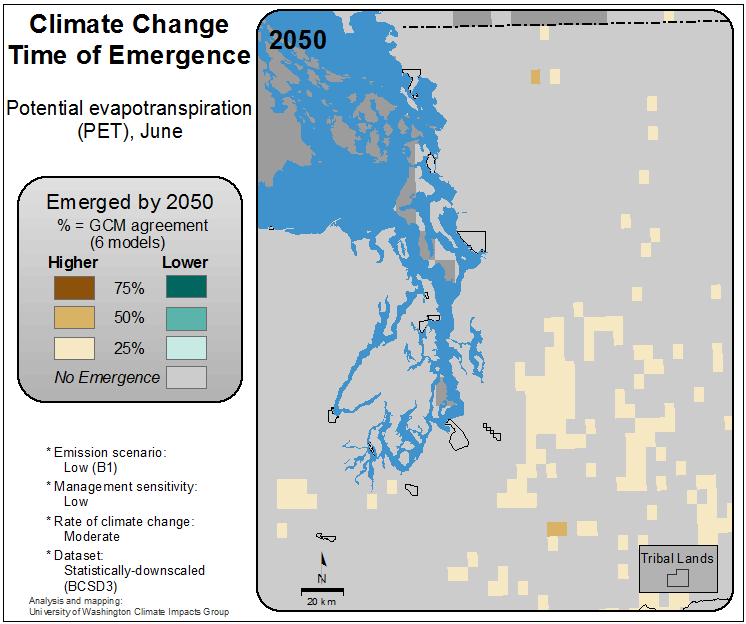 Climate Change
Time of Emergence
Potential evapotranspiration
(PET), June
Emerged by 2050
% = GCM agreement
(6 models)
Higher Lower
75%
50%
25%
No Emergence
* Emission scenario:
Low (B1)
* Management sensitivity:
Low
* Rate of climate change:
Moderate
* Dataset:
Statistically-downscaled
(BCSD3)
Analysis and mapping:
University of Washington Climate Impacts Group
2050
N
20 km
Tribal Lands